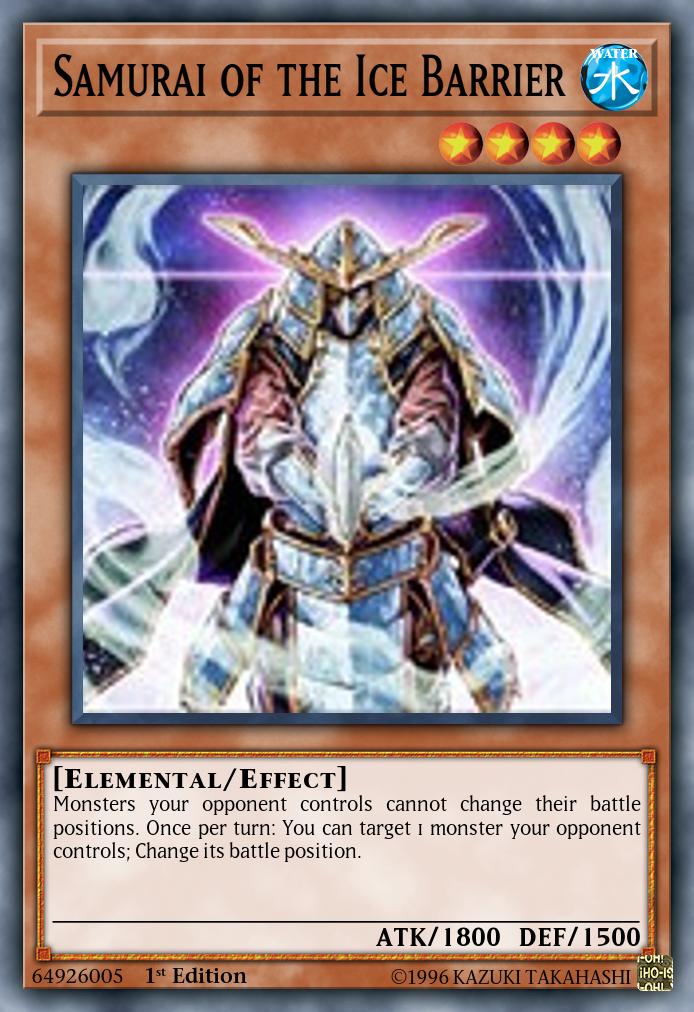 Samurai of the Ice Barrier
WATER
水
[Elemental/Effect]
Monsters your opponent controls cannot change their battle
positions. Once per turn: You can target 1 monster your opponent
controls; Change its battle position.
ATK/1800 DEF/1500
64926005 1st Edition ©1996 KAZUKI TAKAHASHI